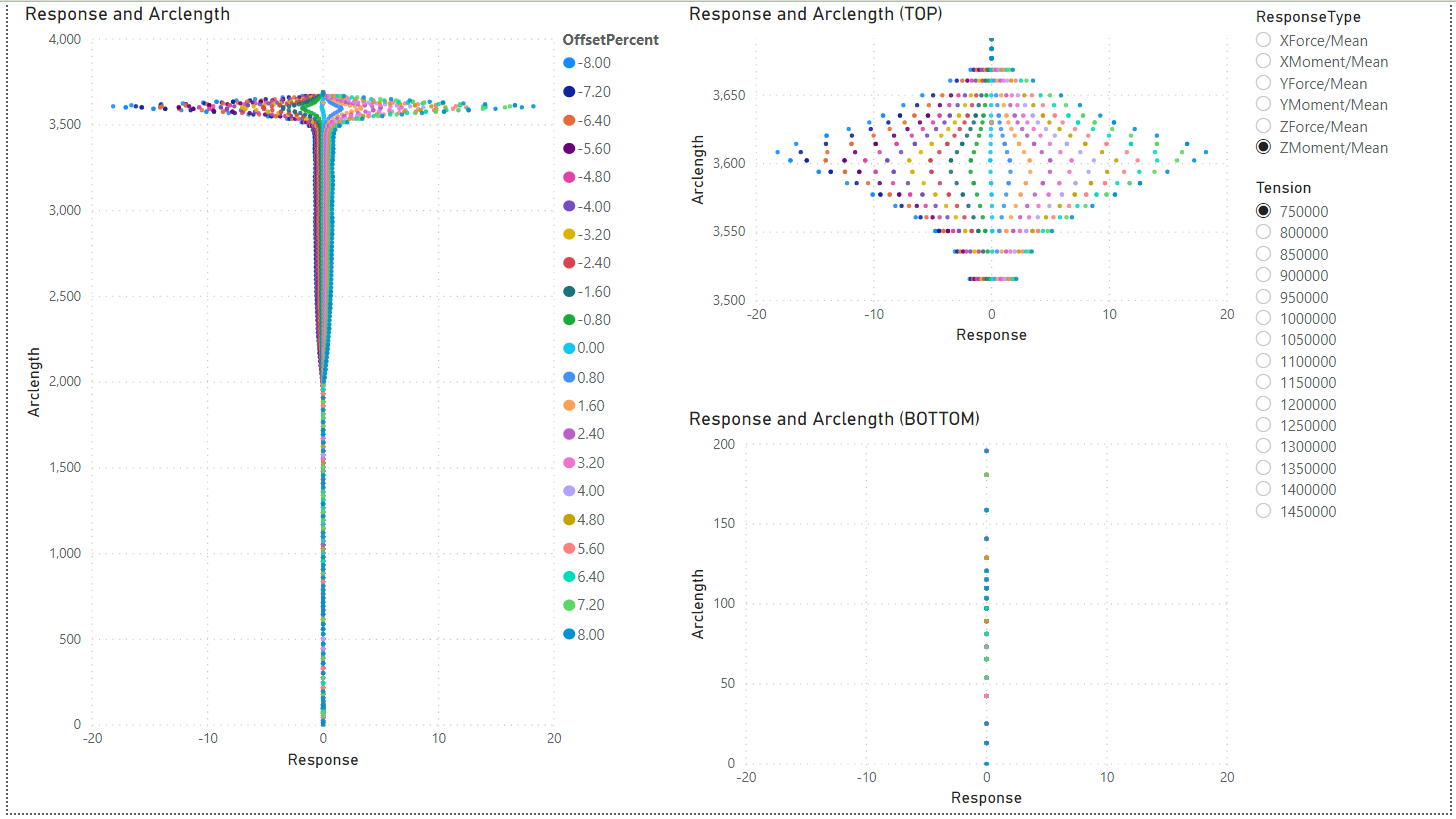 Response and Arclength
4,000
3,500
3,000
2,500
2,000
1,500
1,000
500
0
Arclength
-20 -10 0 10 20
Response
OffsetPercent
-8.00
-7.20
-6.40
-5.60
-4.80
-4.00
-3.20
-2.40
-1.60
-0.80
0.00
0.80
1.60
2.40
3.20
4.00
4.80
5.60
6.40
7.20
8.00
Response and Arclength (TOP)
3,650
3,600
3,550
3,500
Arclength
-20 -10 0 10 20
Response
Response and Arclength (BOTTOM)
200
150
100
50
0
Arclength
-20 -10 0 10 20
Response
ResponseType
XForce/Mean
XMoment/Mean
YForce/Mean
YMoment/Mean
ZForce/Mean
ZMoment/Mean
Tension
750000
800000
850000
900000
950000
1000000
1050000
1100000
1150000
1200000
1250000
1300000
1350000
1400000
1450000